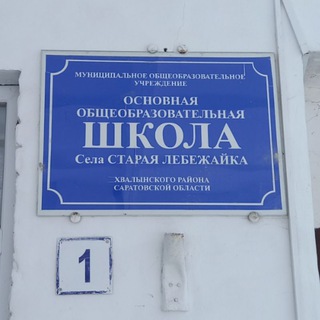 МУНИЦИПАЛЬНОЕ ОБЩЕОБРАЗОВАТЕЛЬНОЕ
УЧРЕЖДЕНИЕ
ОСНОВНАЯ
ОБЩЕОБРАЗОВАТЕЛЬНАЯ
ШКОЛА
Села СТАРАЯ ЛЕБЕЖАЙКА
ХВАЛЫНСКОГО РАЙОНА
САРАТОВСКОЙ ОБЛАСТИ
1